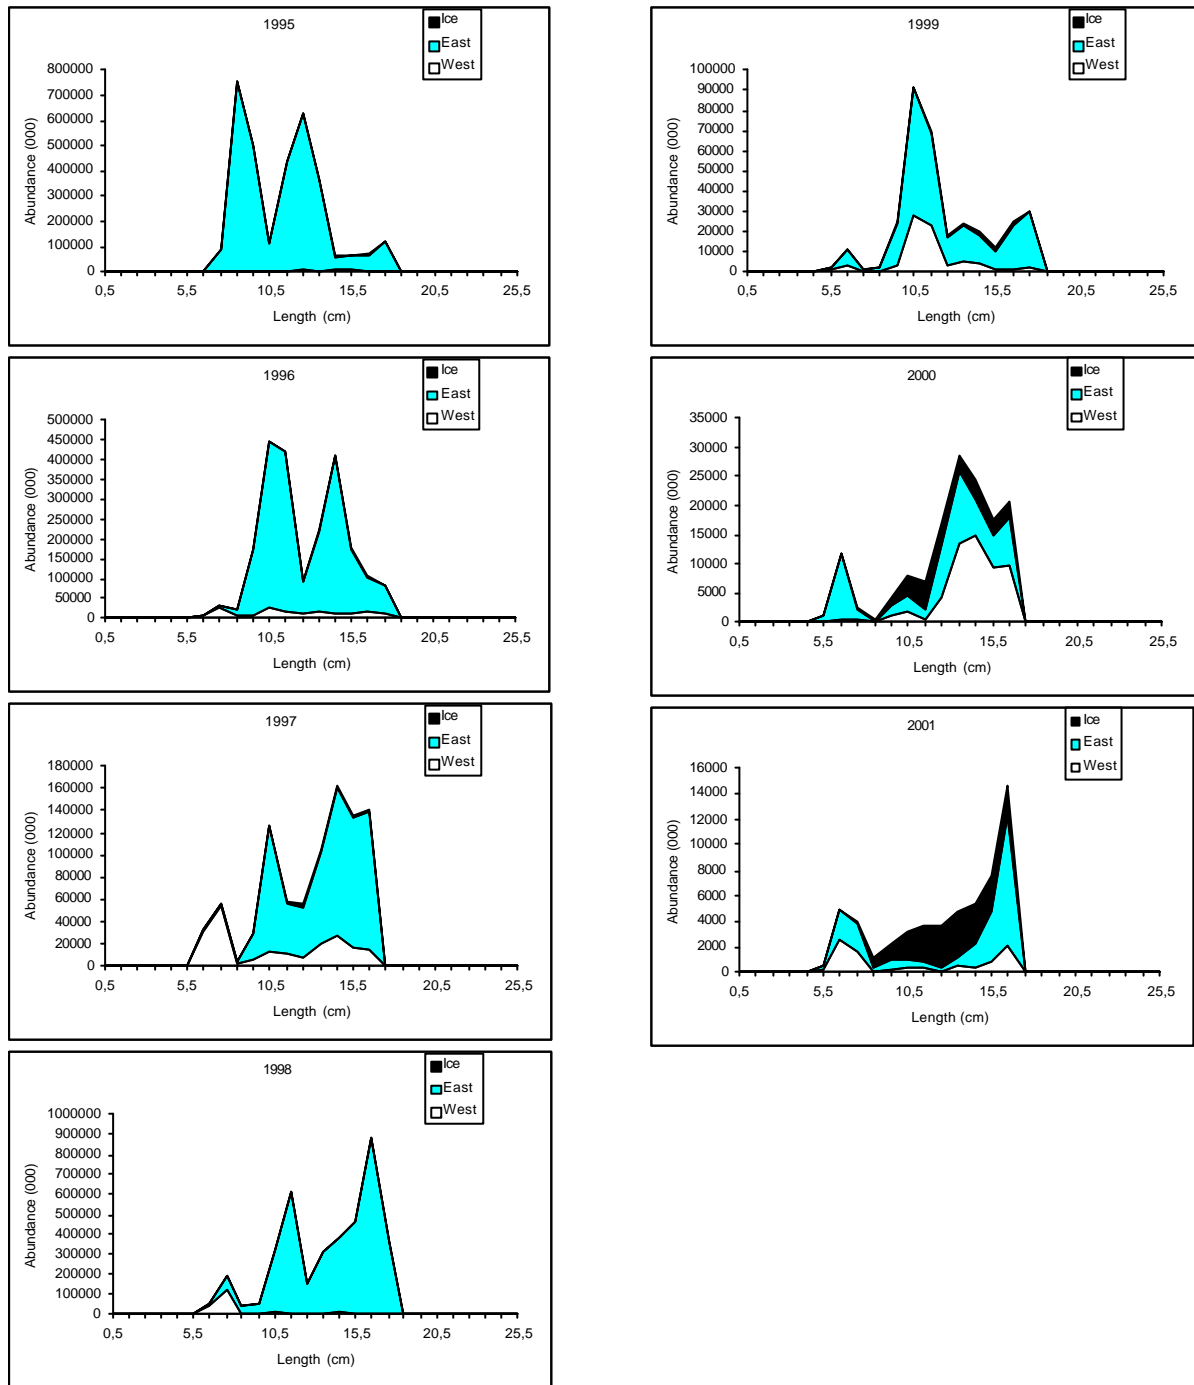 1995
Ice
East
West
Abundance (000)
800000
700000
600000
500000
400000
300000
200000
100000
0
0,5 5,5 10,5 15,5 20,5 25,5
Length (cm)
1996
Ice
East
West
Abundance (000)
500000
450000
400000
350000
300000
250000
200000
150000
100000
50000
0
0,5 5,5 10,5 15,5 20,5 25,5
Length (cm)
1997
Ice
East
West
Abundance (000)
180000
160000
140000
120000
100000
80000
60000
40000
20000
0
0,5 5,5 10,5 15,5 20,5 25,5
Length (cm)
1998
Ice
East
West
Abundance (000)
1000000
900000
800000
700000
600000
500000
400000
300000
200000
100000
0
0,5 5,5 10,5 15,5 20,5 25,5
Length (cm)
1999
Ice
East
West
Abundance (000)
100000
90000
80000
70000
60000
50000
40000
30000
20000
10000
0
0,5 5,5 10,5 15,5 20,5 25,5
Length (cm)
2000
Ice
East
West
Abundance (000)
35000
30000
25000
20000
15000
10000
5000
0
0,5 5,5 10,5 15,5 20,5 25,5
Length (cm)
2001
Ice
East
West
Abundance (000)
16000
14000
12000
10000
8000
6000
4000
2000
0
0,5 5,5 10,5 15,5 20,5 25,5
Length (cm)